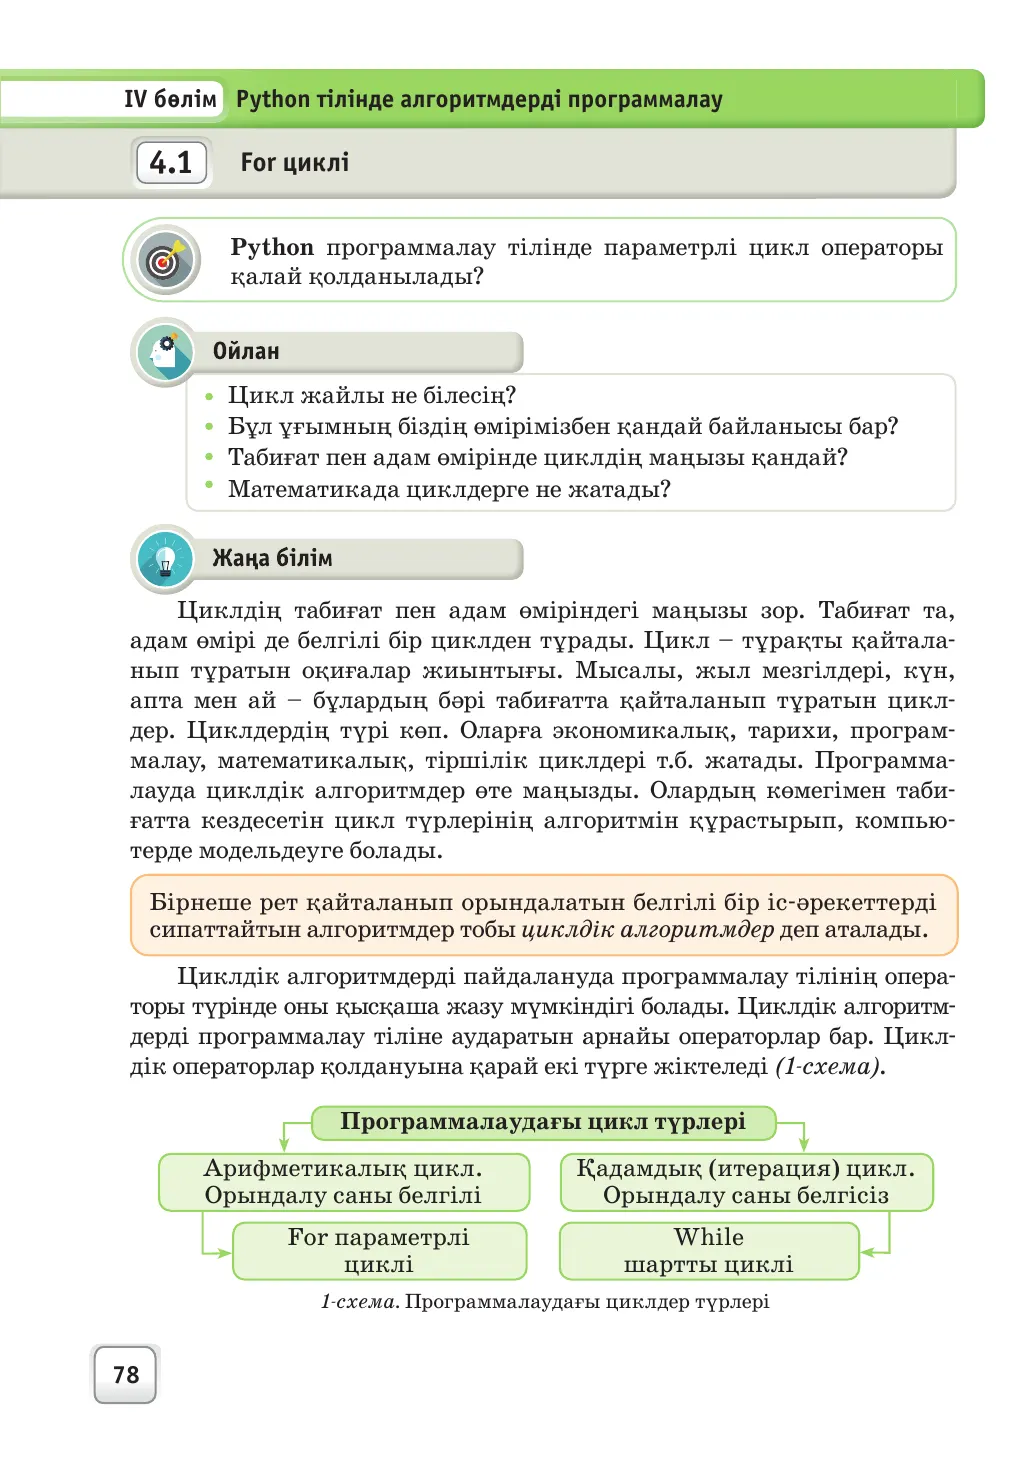 IV бөлім Python тілінде алгоритмдерді программалау
4.1 For циклі
Python программалау тілінде параметрлі цикл операторы
қалай қолданылады?
Ойлан
• Цикл жайлы не білесің?
• Бұл ұғымның біздің өмірімізбен қандай байланысы бар?
• Табиғат пен адам өмірінде циклдің маңызы қандай?
• Математикада циклдерге не жатады?
Жаңа білім
Циклдің табиғат пен адам өміріндегі маңызы зор. Табиғат та,
адам өмірі де белгілі бір циклден тұрады. Цикл – тұрақты қайтала-
нып тұратын оқиғалар жиынтығы. Мысалы, жыл мезгілдері, күн,
апта мен ай – бұлардың бәрі табиғатта қайталанып тұратын цикл-
дер. Циклдердің түрі көп. Оларға экономикалық, тарихи, програм-
малау, математикалық, тіршілік циклдері т.б. жатады. Программа-
лауда циклдік алгоритмдер өте маңызды. Олардың көмегімен таби-
ғатта кездесетін цикл түрлерінің алгоритмін құрастырып, компью-
терде модельдеуге болады.
Бірнеше рет қайталанып орындалатын белгілі бір іс-әрекеттерді
сипаттайтын алгоритмдер тобы циклдік алгоритмдер деп аталады.
Циклдік алгоритмдерді пайдалануда программалау тілінің опера-
торы түрінде оны қысқаша жазу мүмкіндігі болады. Циклдік алгоритм-
дерді программалау тіліне аударатын арнайы операторлар бар. Цикл-
дік операторлар қолдануына қарай екі түрге жіктеледі (1-схема).
Программалаудағы цикл түрлері
Арифметикалық цикл.
Орындалу саны белгілі
Қадамдық (итерация) цикл.
Орындалу саны белгісіз
For параметрлі
циклі
While
шартты циклі
1-схема. Программалаудағы циклдер түрлері
78